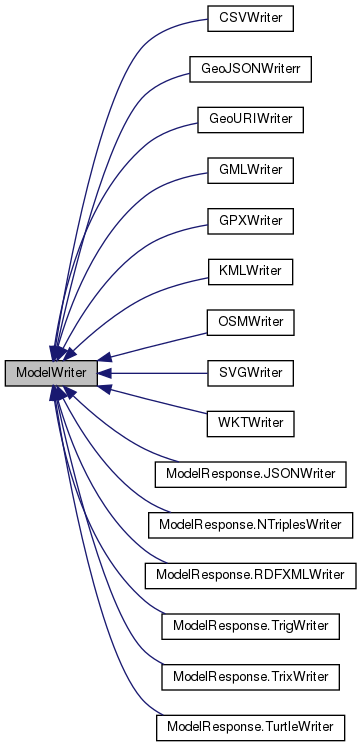 CSVWriter
GeoJSONWriterr
GeoURIWriter
GMLWriter
GPXWriter
KMLWriter
OSMWriter
ModelWriter
SVGWriter
WKTWriter
ModelResponse.JSONWriter
ModelResponse.NTriplesWriter
ModelResponse.RDFXMLWriter
ModelResponse.TrigWriter
ModelResponse.TrixWriter
ModelResponse.TurtleWriter